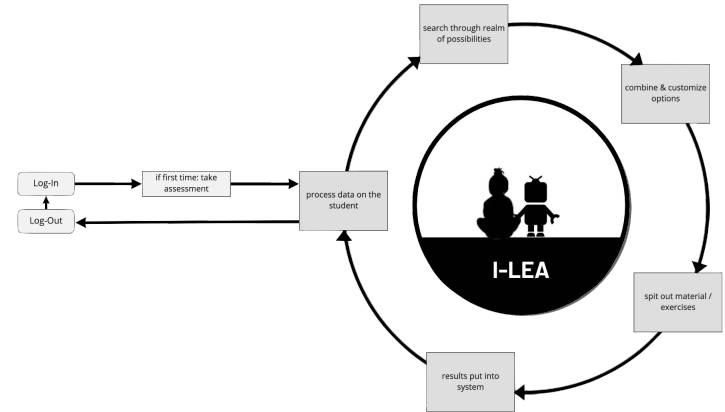 search through realm
of possibilities
combine & customize
options
Log-In
if first time: take
assessment
process data on the
student
Log-Out
I-LEA
spit out material /
exercises
results put into
system